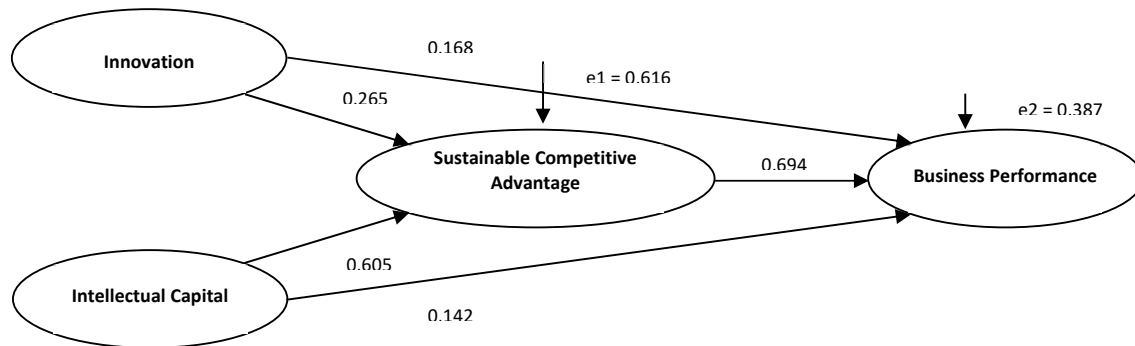 0.168
Innovation
e1 = 0.616
0.265
e2 = 0.387
Sustainable Competitive
Advantage
0.694
Business Performance
0.605
Intellectual Capital
0.142